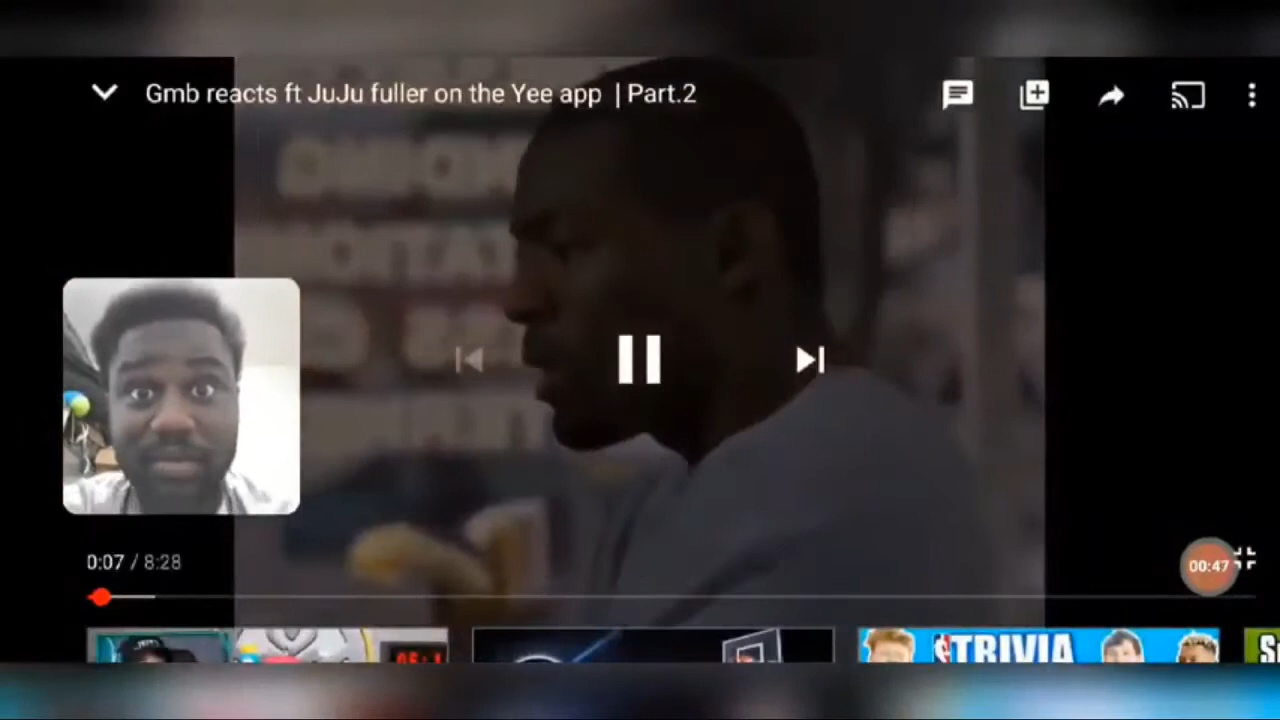 Gmb reacts ft JuJu fuller on the Yee app | Part.2
0:07 / 8:28
00:47
TRIVIA